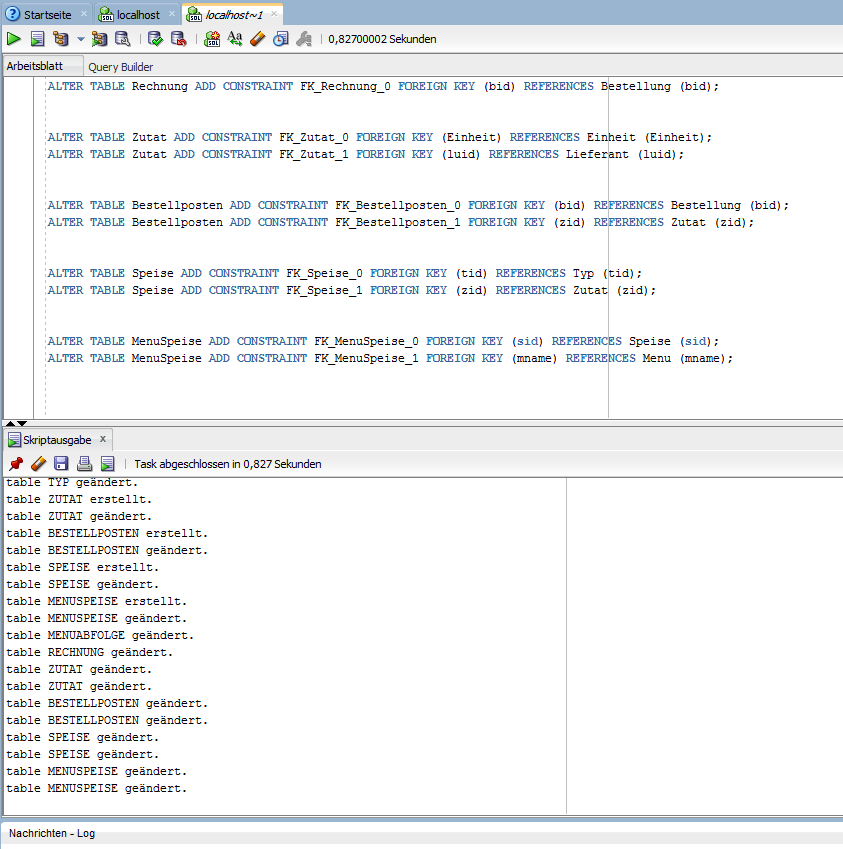 Startseite localhost localhost~1
0,82700002 Sekunden
Arbeitsblatt Query Builder
ALTER TABLE Rechnung ADD CONSTRAINT FK_Rechnung_0 FOREIGN KEY (bid) REFERENCES Bestellung (bid);
ALTER TABLE Zutat ADD CONSTRAINT FK_Zutat_0 FOREIGN KEY (Einheit) REFERENCES Einheit (Einheit);
ALTER TABLE Zutat ADD CONSTRAINT FK_Zutat_1 FOREIGN KEY (luid) REFERENCES Lieferant (luid);
ALTER TABLE Bestellposten ADD CONSTRAINT FK_Bestellposten_0 FOREIGN KEY (bid) REFERENCES Bestellung (bid);
ALTER TABLE Bestellposten ADD CONSTRAINT FK_Bestellposten_1 FOREIGN KEY (zid) REFERENCES Zutat (zid);
ALTER TABLE Speise ADD CONSTRAINT FK_Speise_0 FOREIGN KEY (tid) REFERENCES Typ (tid);
ALTER TABLE Speise ADD CONSTRAINT FK_Speise_1 FOREIGN KEY (zid) REFERENCES Zutat (zid);
ALTER TABLE MenuSpeise ADD CONSTRAINT FK_MenuSpeise_0 FOREIGN KEY (sid) REFERENCES Speise (sid);
ALTER TABLE MenuSpeise ADD CONSTRAINT FK_MenuSpeise_1 FOREIGN KEY (mname) REFERENCES Menu (mname);
Skriptausgabe x
Task abgeschlossen in 0,827 Sekunden
table TYP geändert.
table ZUTAT erstellt.
table ZUTAT geändert.
table BESTELLPOSTEN erstellt.
table BESTELLPOSTEN geändert.
table SPEISE erstellt.
table SPEISE geändert.
table MENUSPEISE erstellt.
table MENUSPEISE geändert.
table MENUABFOLGE geändert.
table RECHNUNG geändert.
table ZUTAT geändert.
table ZUTAT geändert.
table BESTELLPOSTEN geändert.
table BESTELLPOSTEN geändert.
table SPEISE geändert.
table SPEISE geändert.
table MENUSPEISE geändert.
table MENUSPEISE geändert.
Nachrichten - Log